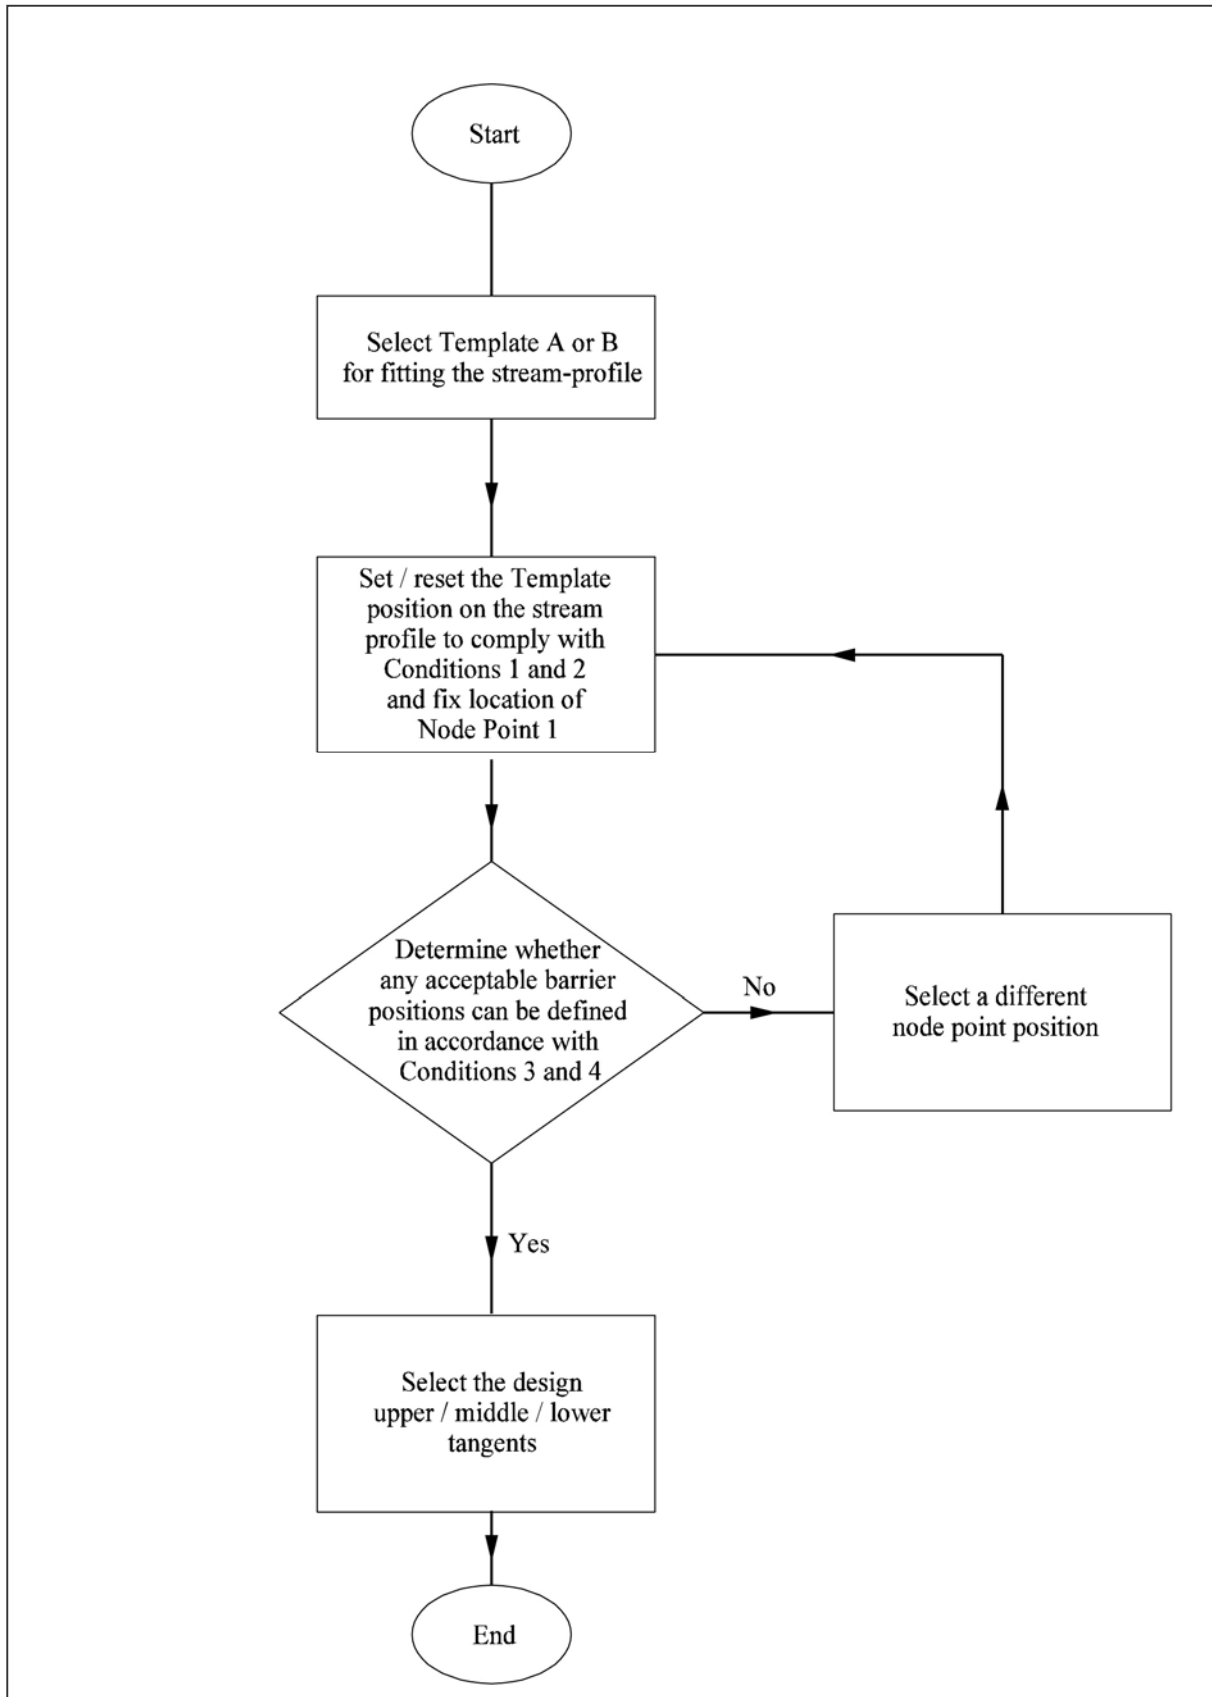 Start
Select Template A or B
for fitting the stream-profile
Set / reset the Template
position on the stream
profile to comply with
Conditions 1 and 2
and fix location of
Node Point 1
Determine whether
any acceptable barrier
positions can be defined
in accordance with
Conditions 3 and 4
No
Select a different
node point position
Yes
Select the design
upper / middle / lower
tangents
End